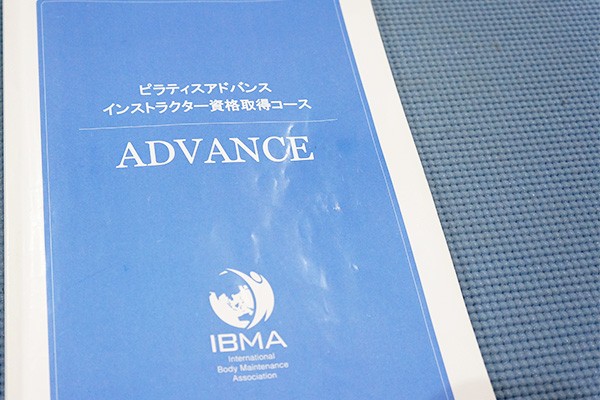 ピラティスアドバンス
インストラクター資格取得コース
ADVANCE
IBMA
International
Body Maintenance
Association